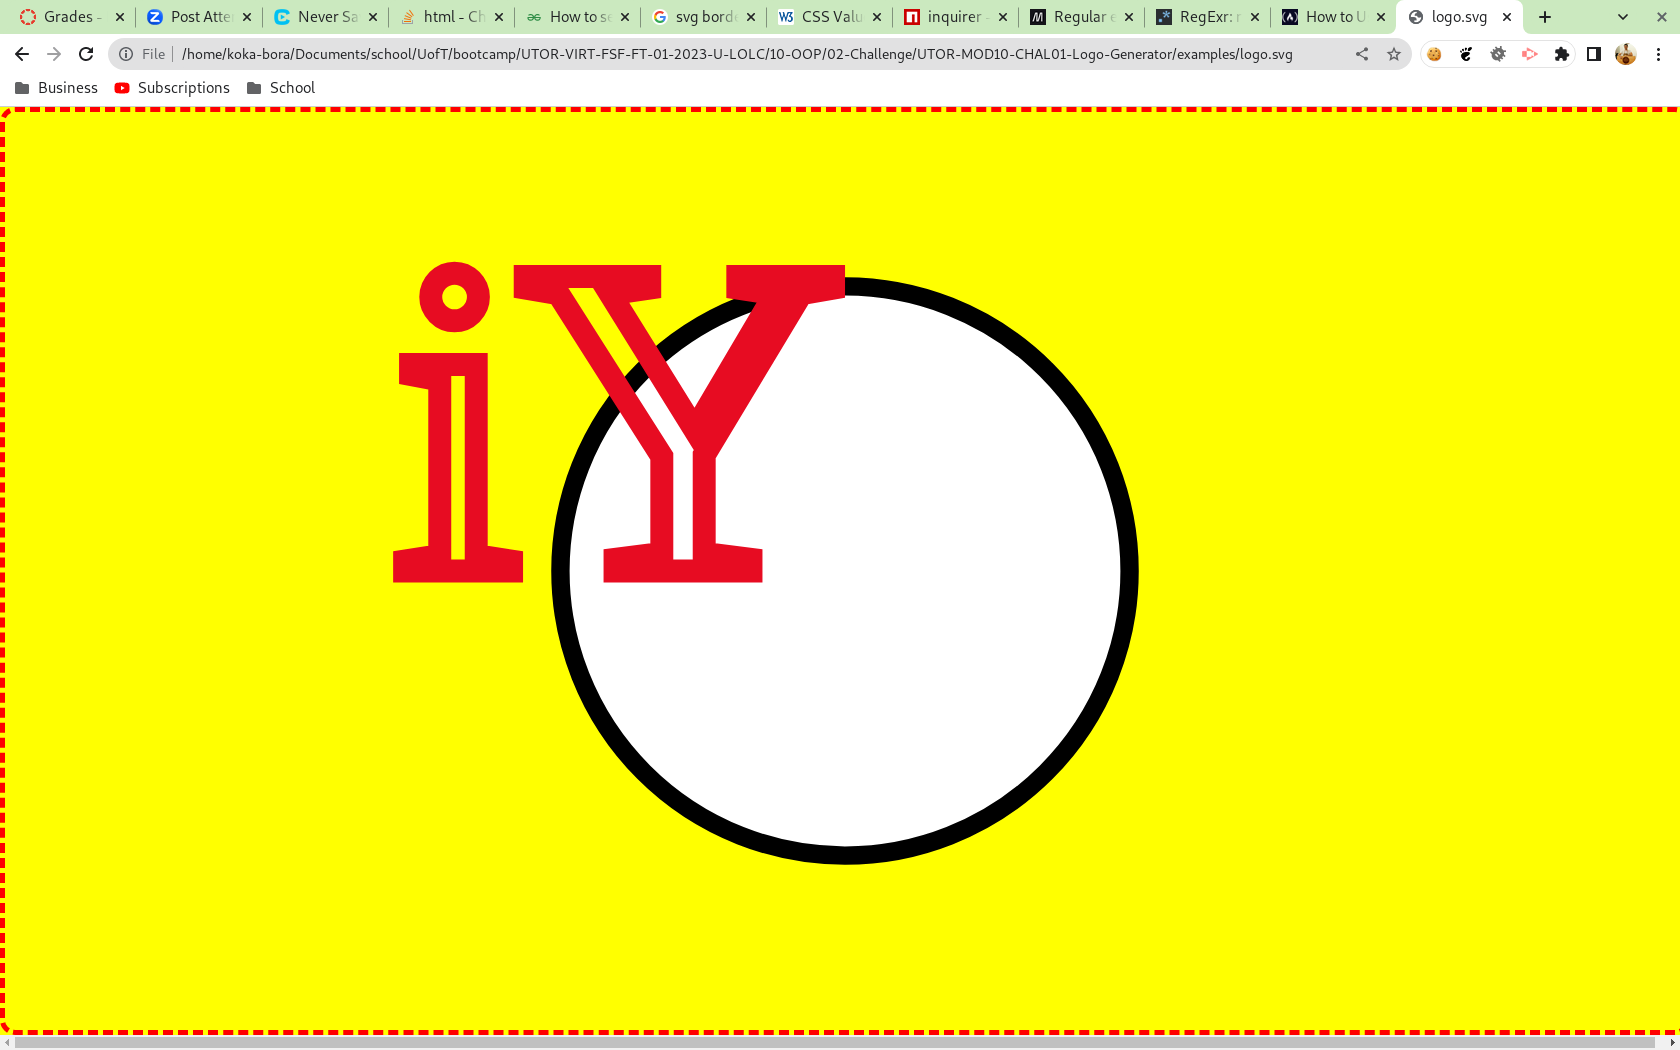 Grades - Post Atte Never Sa html - Ch How to se svg borde CSS Valu inquirer - Regular e RegExr: r How to U logo.svg
File /home/koka-bora/Documents/school/UofT/bootcamp/UTOR-VIRT-FSF-FT-01-2023-U-LOLC/10-OOP/02-Challenge/UTOR-MOD10-CHAL01-Logo-Generator/examples/logo.svg
Business Subscriptions School
iY